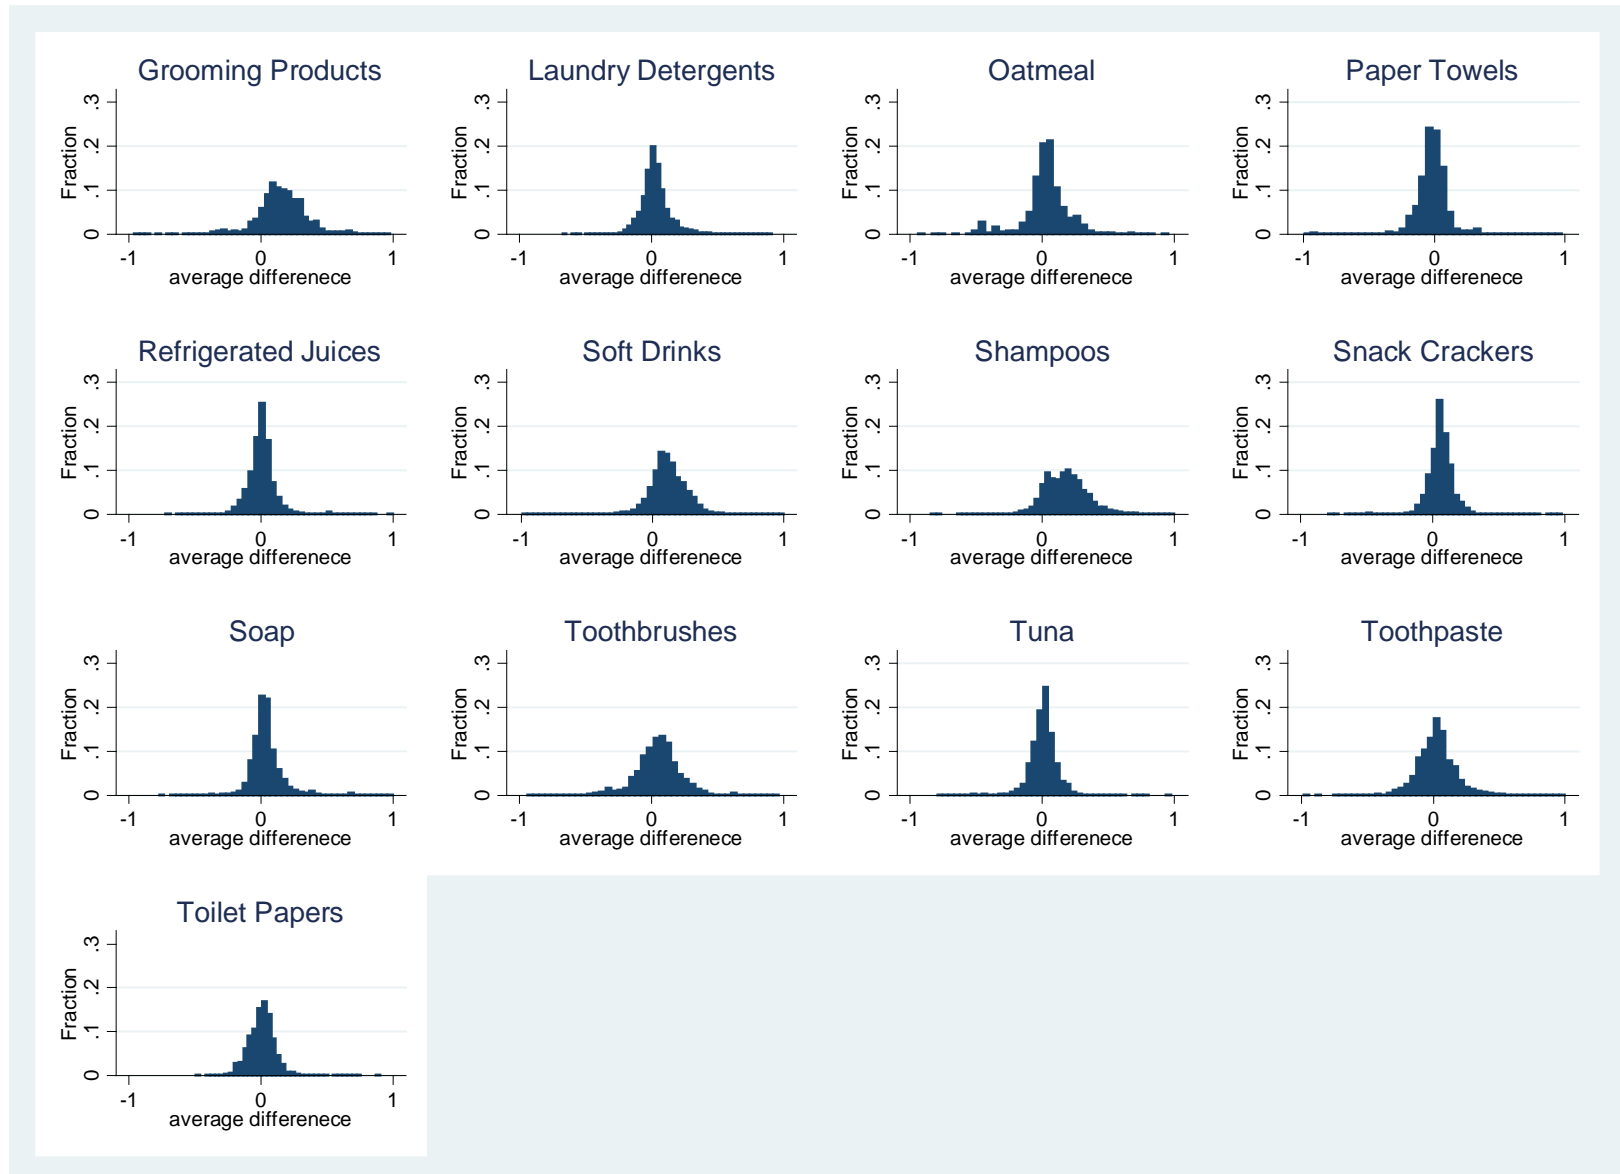 Grooming Products
Laundry Detergents
Oatmeal
Paper Towels
Fraction
0 .1 .2 .3
-1 0 1
average differenece
Fraction
0 .1 .2 .3
-1 0 1
average differenece
Fraction
0 .1 .2 .3
-1 0 1
average differenece
Fraction
0 .1 .2 .3
-1 0 1
average differenece
Refrigerated Juices
Soft Drinks
Shampoos
Snack Crackers
Fraction
0 .1 .2 .3
-1 0 1
average differenece
Fraction
0 .1 .2 .3
-1 0 1
average differenece
Fraction
0 .1 .2 .3
-1 0 1
average differenece
Fraction
0 .1 .2 .3
-1 0 1
average differenece
Soap
Toothbrushes
Tuna
Toothpaste
Fraction
0 .1 .2 .3
-1 0 1
average differenece
Fraction
0 .1 .2 .3
-1 0 1
average differenece
Fraction
0 .1 .2 .3
-1 0 1
average differenece
Fraction
0 .1 .2 .3
-1 0 1
average differenece
Toilet Papers
Fraction
0 .1 .2 .3
-1 0 1
average differenece